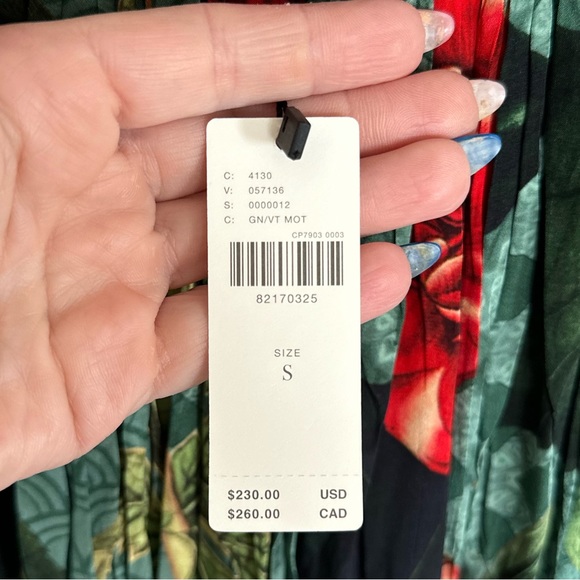 C: 4130
V: 057136
S: 0000012
C: GN/VT MOT
CP7903 0003
82170325
SIZE
S
$230.00 USD
$260.00 CAD